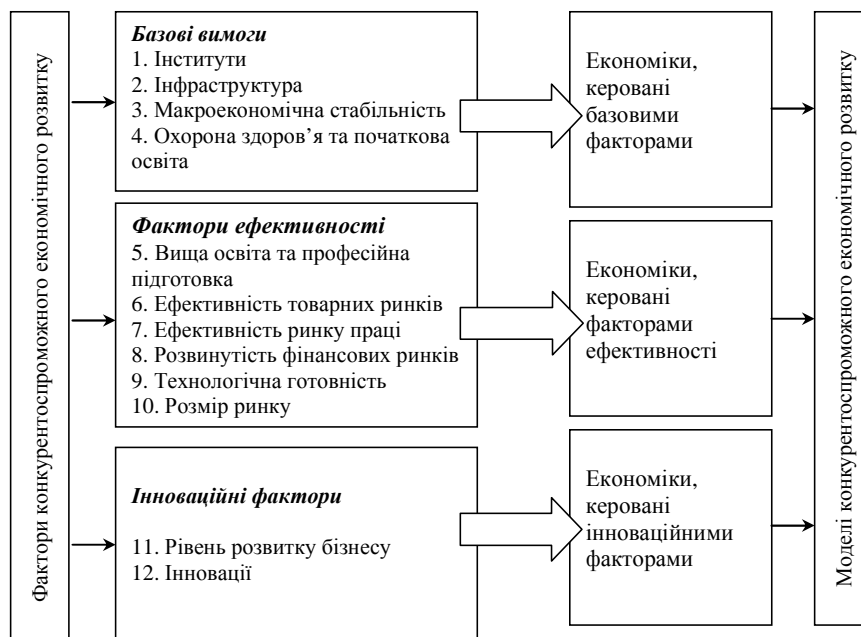 Фактори конкурентоспроможного економічного розвитку
Базові вимоги
1. Інститути
2. Інфраструктура
3. Макроекономічна стабільність
4. Охорона здоров’я та початкова
освіта
Економіки,
керовані
базовими
факторами
Фактори ефективності
5. Вища освіта та професійна
підготовка
6. Ефективність товарних ринків
7. Ефективність ринку праці
8. Розвинутість фінансових ринків
9. Технологічна готовність
10. Розмір ринку
Економіки,
керовані
факторами
ефективності
Інноваційні фактори
11. Рівень розвитку бізнесу
12. Інновації
Економіки,
керовані
інноваційними
факторами
Моделі конкурентоспроможного економічного розвитку